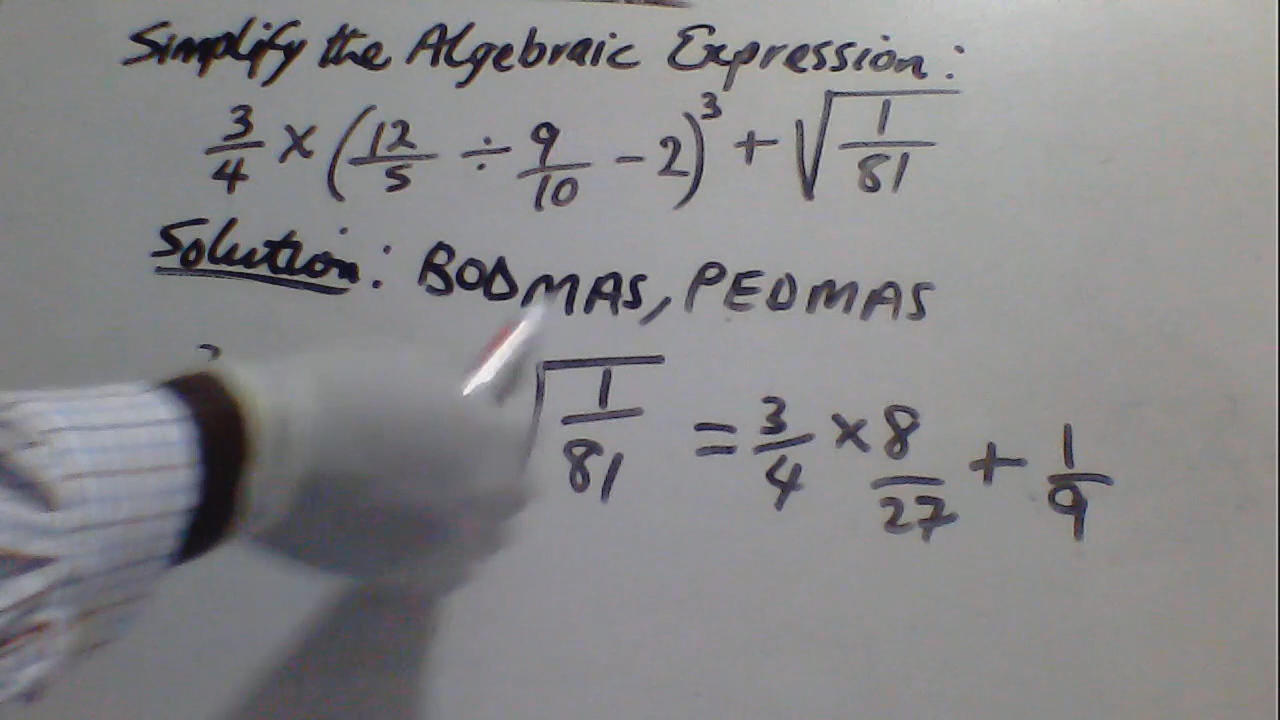 Simplify the Algebraic Expression:
3/4 × (12/5 ÷ 9/10 - 2)^3 + √(1/81)
Solution: BODMAS, PEDMAS
√(1/81) = 3/4 × 8/27 + 1/9